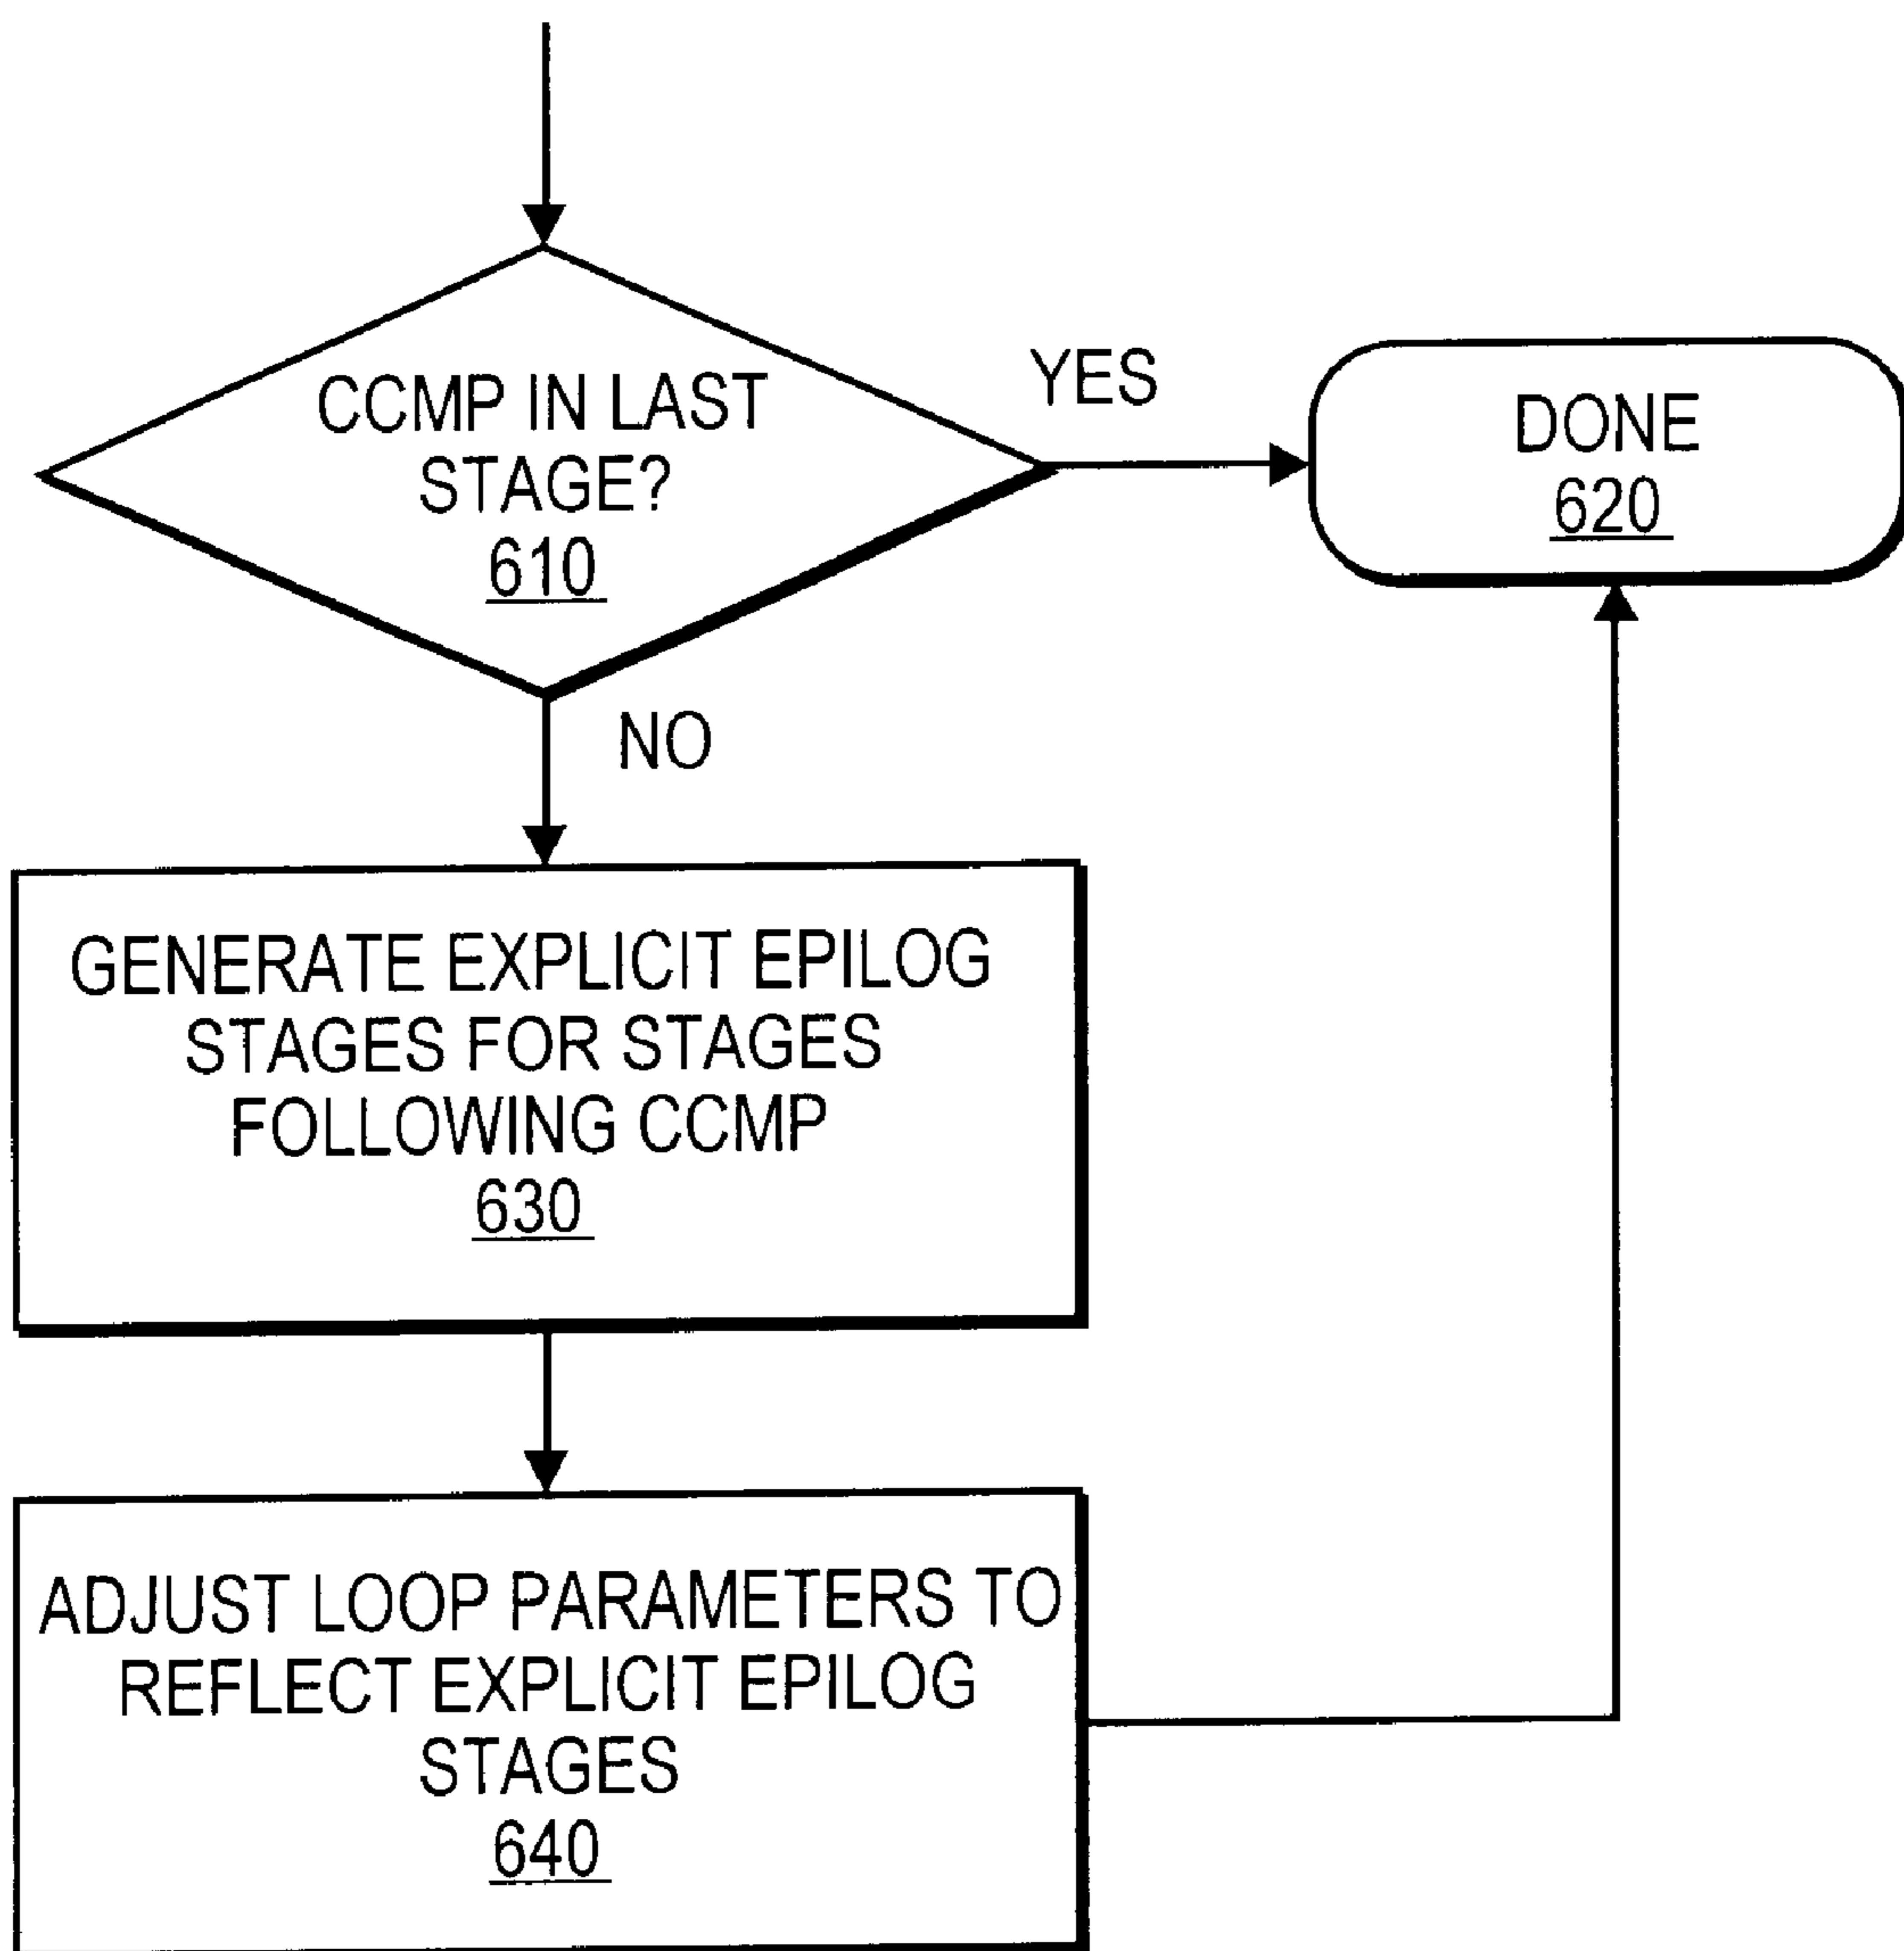 CCMP IN LAST
STAGE?
610
YES
DONE
620
NO
GENERATE EXPLICIT EPILOG
STAGES FOR STAGES
FOLLOWING CCMP
630
ADJUST LOOP PARAMETERS TO
REFLECT EXPLICIT EPILOG
STAGES
640